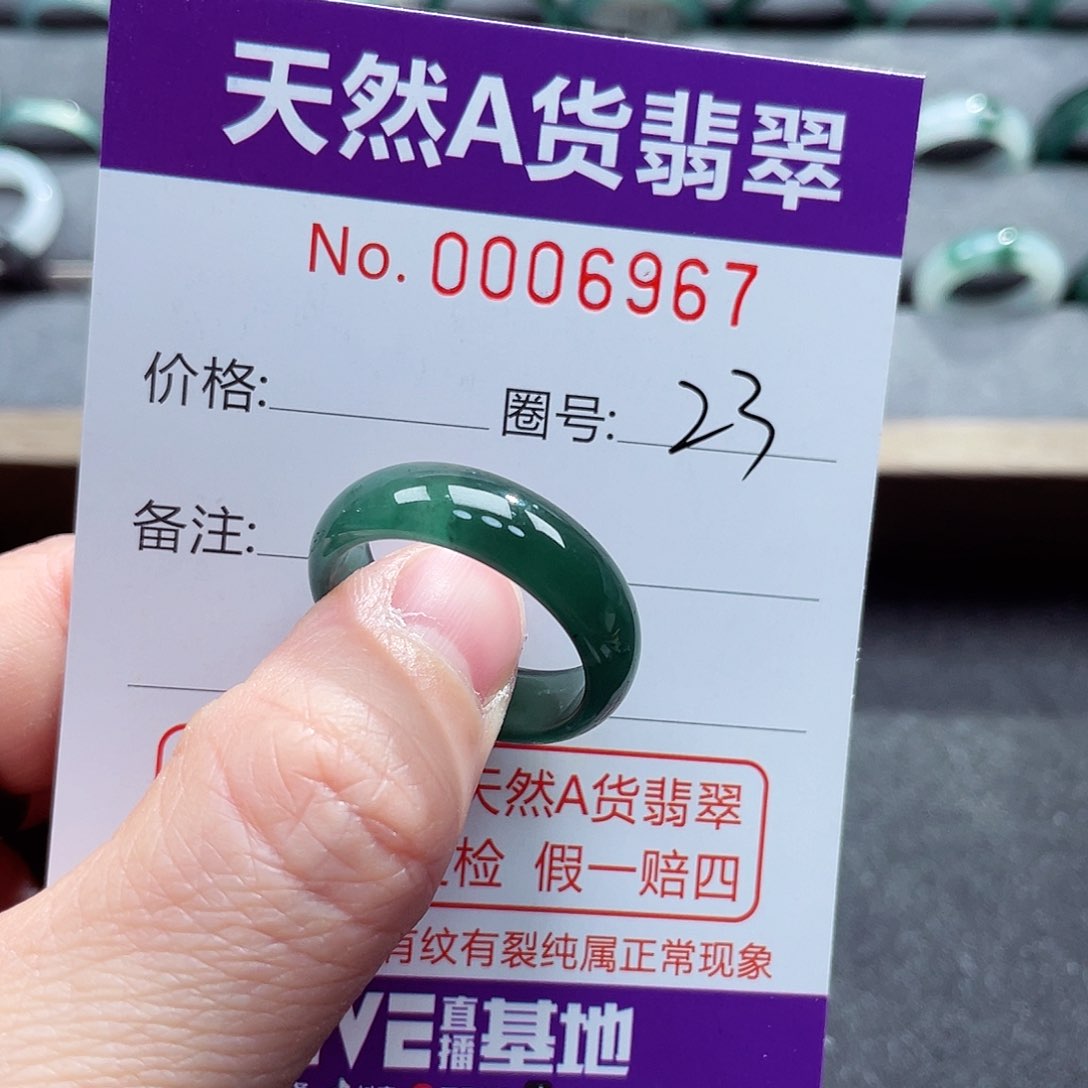 天然A货翡翠
No. 0006967
价格: 圈号: 23
备注:
天然A货翡翠
检 假一赔四
有纹有裂纯属正常现象
VE直播基地